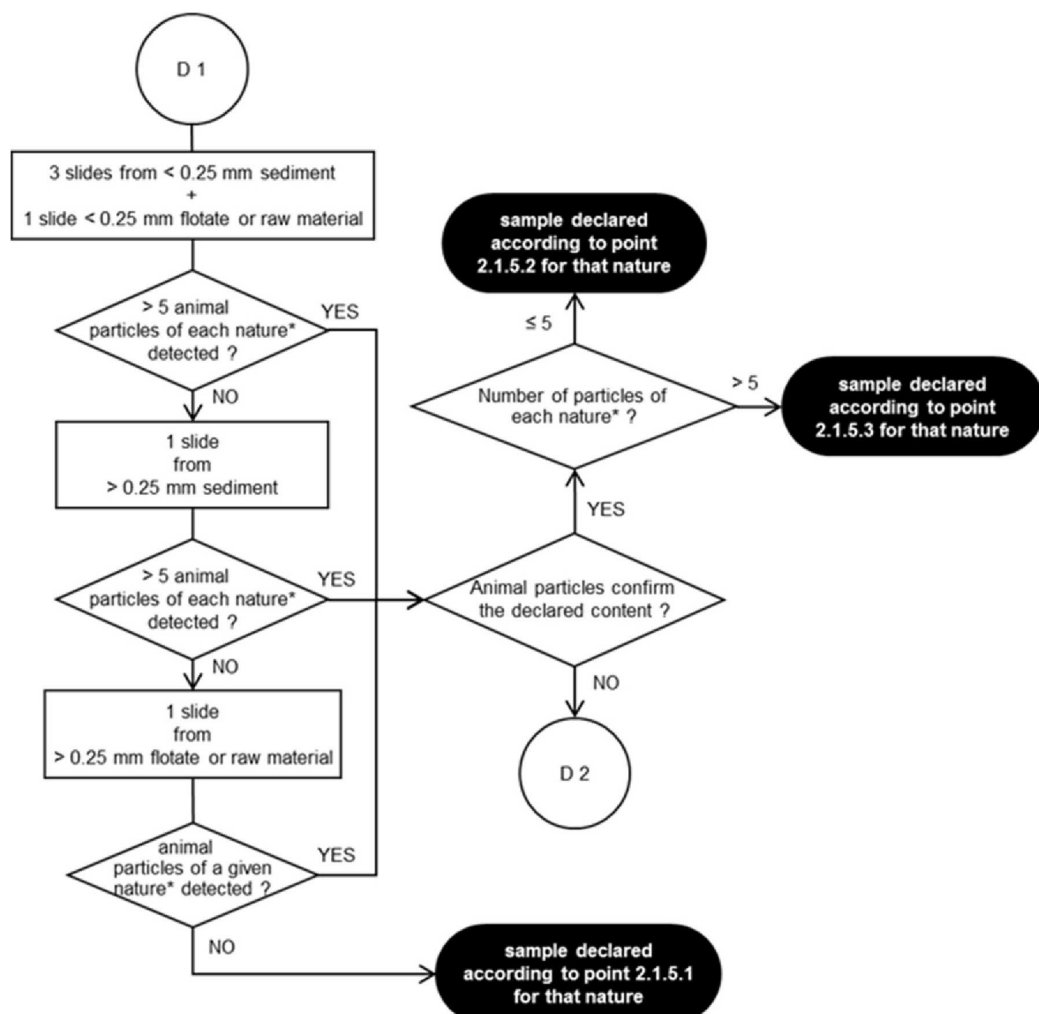 D 1
3 slides from < 0.25 mm sediment
+
1 slide < 0.25 mm flotate or raw material
> 5 animal
particles of each nature*
detected ?
YES
NO
1 slide
from
> 0.25 mm sediment
> 5 animal
particles of each nature*
detected ?
YES
NO
1 slide
from
> 0.25 mm flotate or raw material
animal
particles of a given
nature* detected ?
YES
NO
sample declared
according to point 2.1.5.1
for that nature
Animal particles confirm
the declared content ?
YES
NO
D 2
Number of particles of
each nature* ?
≤ 5
> 5
sample declared
according to point
2.1.5.2 for that nature
sample declared
according to point
2.1.5.3 for that nature